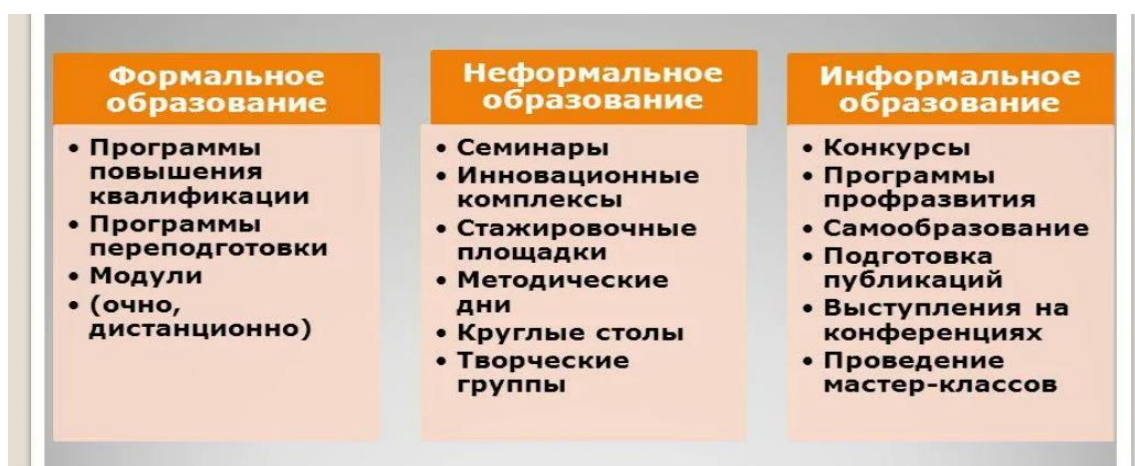 Формальное
образование
• Программы
повышения
квалификации
• Программы
переподготовки
• Модули
• (очно,
дистанционно)
Неформальное
образование
• Семинары
• Инновационные
комплексы
• Стажировочные
площадки
• Методические
дни
• Круглые столы
• Творческие
группы
Информальное
образование
• Конкурсы
• Программы
профразвития
• Самообразование
• Подготовка
публикаций
• Выступления на
конференциях
• Проведение
мастер-классов